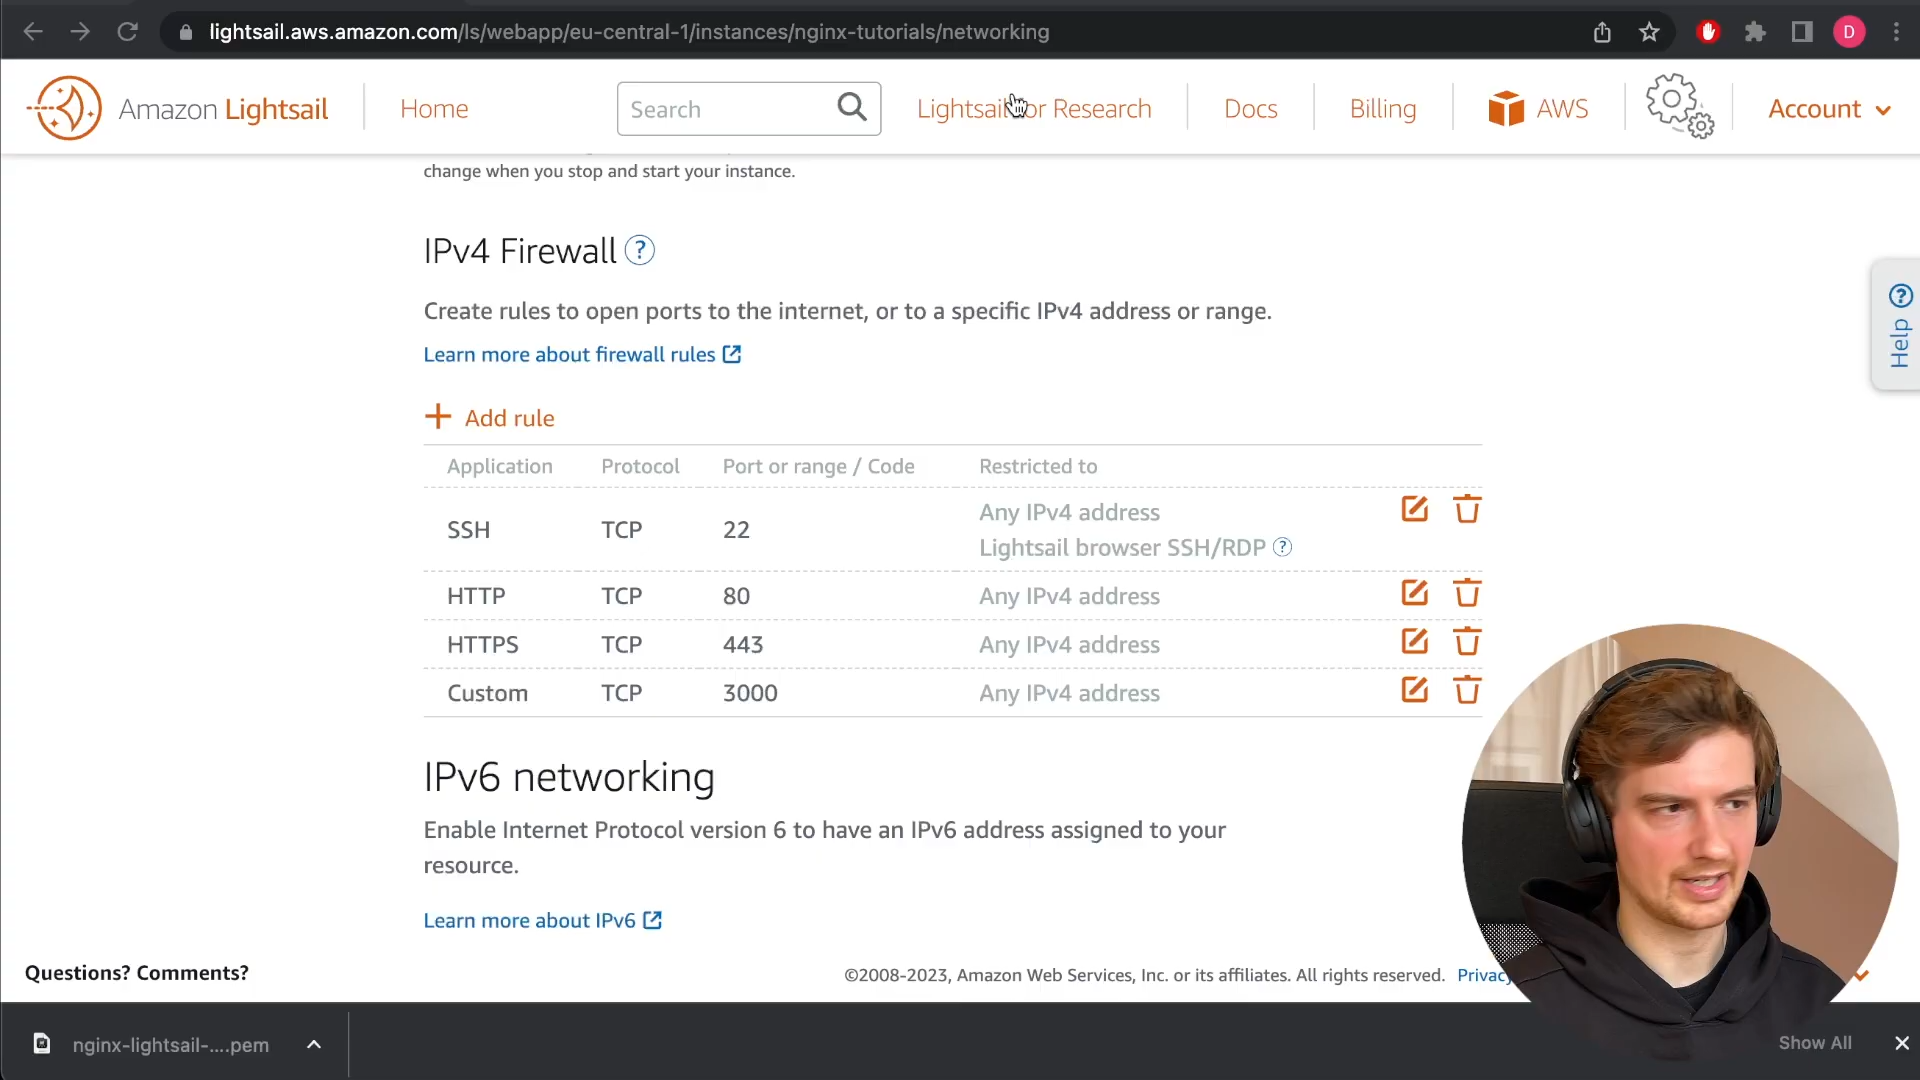 lightsail.aws.amazon.com/ls/webapp/eu-central-1/instances/nginx-tutorials/networking
D
Amazon Lightsail
Home
Search
Lightsail for Research
Docs
Billing
AWS
Account
change when you stop and start your instance.
IPv4 Firewall ?
Create rules to open ports to the internet, or to a specific IPv4 address or range.
Learn more about firewall rules
+ Add rule
Application Protocol Port or range / Code Restricted to
SSH TCP 22 Any IPv4 address
Lightsail browser SSH/RDP ?
HTTP TCP 80 Any IPv4 address
HTTPS TCP 443 Any IPv4 address
Custom TCP 3000 Any IPv4 address
IPv6 networking
Enable Internet Protocol version 6 to have an IPv6 address assigned to your
resource.
Learn more about IPv6
? Help
Questions? Comments?
©2008-2023, Amazon Web Services, Inc. or its affiliates. All rights reserved. Privacy
nginx-lightsail-....pem
Show All